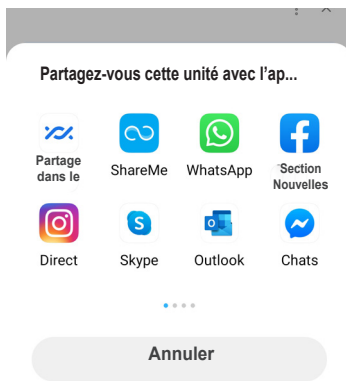 Partagez-vous cette unité avec l'ap...
Partage
dans le
ShareMe
WhatsApp
Section
Nouvelles
Direct
Skype
Outlook
Chats
Annuler